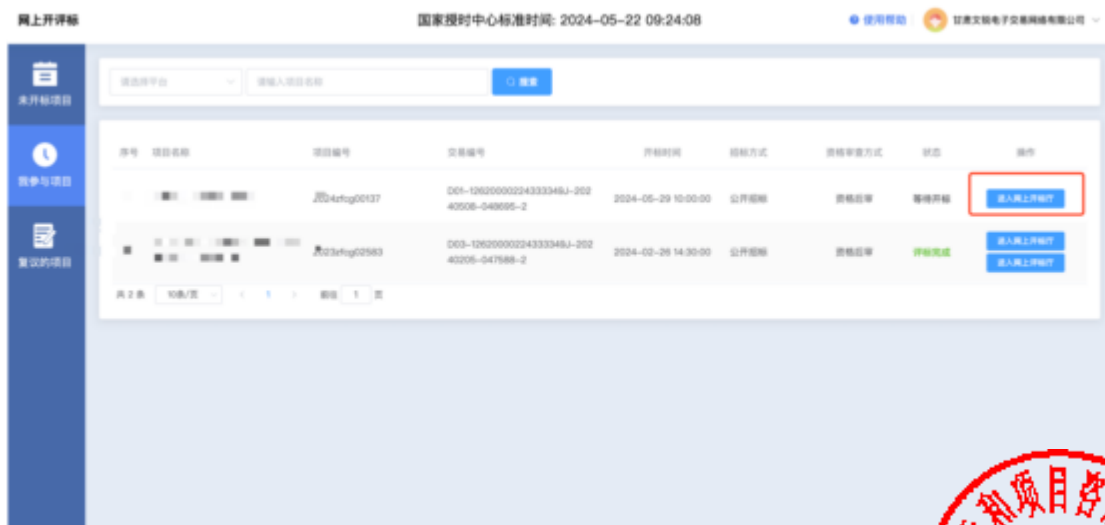 网上开评标
国家授时中心标准时间: 2024-05-22 09:24:08
使用帮助
甘肃文锐电子交易网络有限公司
未开标项目
我参与项目
复议的项目
请选择平台
请输入项目名称
搜索
序号 项目名称 项目编号 交易编号 开标时间 招标方式 资格审查方式 状态 操作
2024zfcg00137 D01-12620000224333349J-202 2024-05-29 10:00:00 公开招标 资格后审 等待开标 进入网上开标厅
40508-048695-2
2023zfcg02563 D03-12620000224333349J-202 2024-02-26 14:30:00 公开招标 资格后审 评标完成 进入网上开标厅
40205-047588-2 进入网上评标厅
共 2 条 10条/页 1 前往 1 页
和项目咨